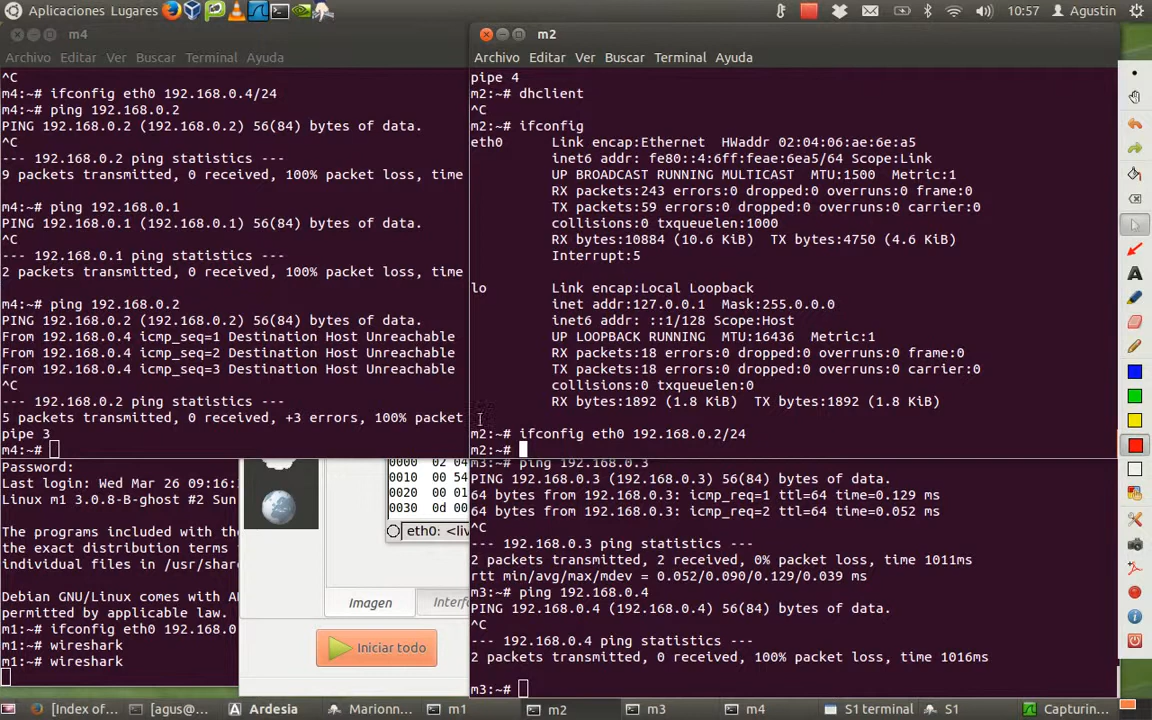 Aplicaciones Lugares
10:57
Agustin
m4
Archivo Editar Ver Buscar Terminal Ayuda
^C
m4:~# ifconfig eth0 192.168.0.4/24
m4:~# ping 192.168.0.2
PING 192.168.0.2 (192.168.0.2) 56(84) bytes of data.
^C
--- 192.168.0.2 ping statistics ---
9 packets transmitted, 0 received, 100% packet loss, time
m4:~# ping 192.168.0.1
PING 192.168.0.1 (192.168.0.1) 56(84) bytes of data.
^C
--- 192.168.0.1 ping statistics ---
2 packets transmitted, 0 received, 100% packet loss, time
m4:~# ping 192.168.0.2
PING 192.168.0.2 (192.168.0.2) 56(84) bytes of data.
From 192.168.0.4 icmp_seq=1 Destination Host Unreachable
From 192.168.0.4 icmp_seq=2 Destination Host Unreachable
From 192.168.0.4 icmp_seq=3 Destination Host Unreachable
^C
--- 192.168.0.2 ping statistics ---
5 packets transmitted, 0 received, +3 errors, 100% packet
pipe 3
m4:~#
m2
Archivo Editar Ver Buscar Terminal Ayuda
pipe 4
m2:~# dhclient
^C
m2:~# ifconfig
eth0 Link encap:Ethernet HWaddr 02:04:06:ae:6e:a5
inet6 addr: fe80::4:6ff:feae:6ea5/64 Scope:Link
UP BROADCAST RUNNING MULTICAST MTU:1500 Metric:1
RX packets:243 errors:0 dropped:0 overruns:0 frame:0
TX packets:59 errors:0 dropped:0 overruns:0 carrier:0
collisions:0 txqueuelen:1000
RX bytes:10884 (10.6 KiB) TX bytes:4750 (4.6 KiB)
Interrupt:5
lo Link encap:Local Loopback
inet addr:127.0.0.1 Mask:255.0.0.0
inet6 addr: ::1/128 Scope:Host
UP LOOPBACK RUNNING MTU:16436 Metric:1
RX packets:18 errors:0 dropped:0 overruns:0 frame:0
TX packets:18 errors:0 dropped:0 overruns:0 carrier:0
collisions:0 txqueuelen:0
RX bytes:1892 (1.8 KiB) TX bytes:1892 (1.8 KiB)
m2:~# ifconfig eth0 192.168.0.2/24
m2:~#
Password:
Last login: Wed Mar 26 09:16:
Linux m1 3.0.8-B-ghost #2 Sun
The programs included with the
the exact distribution terms
individual files in /usr/shar
Debian GNU/Linux comes with A
permitted by applicable law.
m1:~# ifconfig eth0 192.168.0
m1:~# wireshark
m1:~# wireshark
0000 02 04
0010 00 54
0020 00 01
0030 0d 00
eth0: <liv
Imagen
Interf
Iniciar todo
m3:~# ping 192.168.0.3
PING 192.168.0.3 (192.168.0.3) 56(84) bytes of data.
64 bytes from 192.168.0.3: icmp_req=1 ttl=64 time=0.129 ms
64 bytes from 192.168.0.3: icmp_req=2 ttl=64 time=0.052 ms
^C
--- 192.168.0.3 ping statistics ---
2 packets transmitted, 2 received, 0% packet loss, time 1011ms
rtt min/avg/max/mdev = 0.052/0.090/0.129/0.039 ms
m3:~# ping 192.168.0.4
PING 192.168.0.4 (192.168.0.4) 56(84) bytes of data.
^C
--- 192.168.0.4 ping statistics ---
2 packets transmitted, 0 received, 100% packet loss, time 1016ms
m3:~#
[Index of... [agus@... Ardesia Marionn... m1 m2 m3 m4 S1 terminal S1 Capturin...